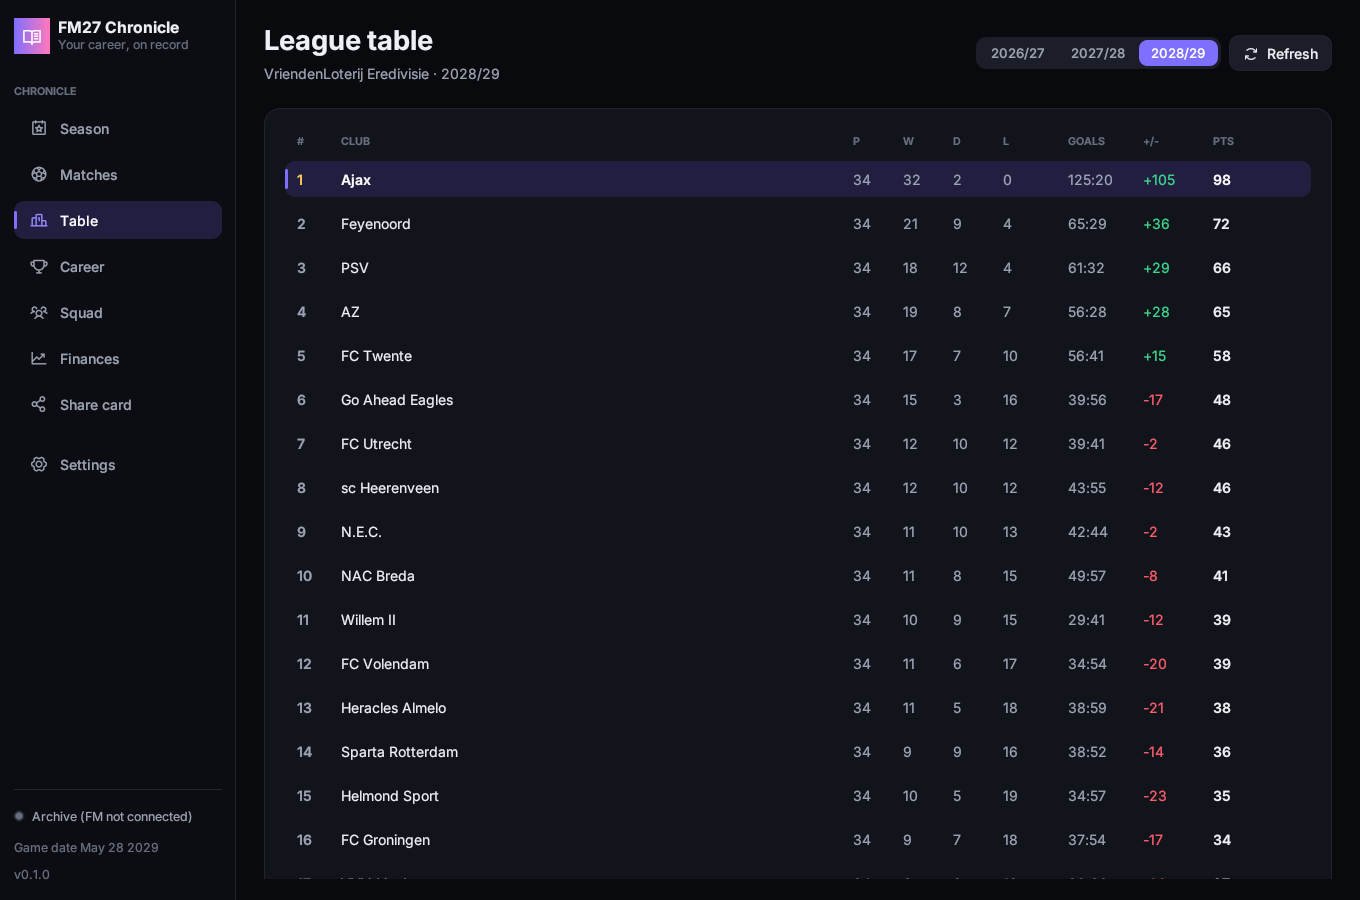 FM27 Chronicle
Your career, on record
CHRONICLE
Season
Matches
Table
Career
Squad
Finances
Share card
Settings
Archive (FM not connected)
Game date May 28 2029
v0.1.0
League table
VriendenLoterij Eredivisie · 2028/29
2026/27 2027/28 2028/29 Refresh
# CLUB P W D L GOALS +/- PTS
1 Ajax 34 32 2 0 125:20 +105 98
2 Feyenoord 34 21 9 4 65:29 +36 72
3 PSV 34 18 12 4 61:32 +29 66
4 AZ 34 19 8 7 56:28 +28 65
5 FC Twente 34 17 7 10 56:41 +15 58
6 Go Ahead Eagles 34 15 3 16 39:56 -17 48
7 FC Utrecht 34 12 10 12 39:41 -2 46
8 sc Heerenveen 34 12 10 12 43:55 -12 46
9 N.E.C. 34 11 10 13 42:44 -2 43
10 NAC Breda 34 11 8 15 49:57 -8 41
11 Willem II 34 10 9 15 29:41 -12 39
12 FC Volendam 34 11 6 17 34:54 -20 39
13 Heracles Almelo 34 11 5 18 38:59 -21 38
14 Sparta Rotterdam 34 9 9 16 38:52 -14 36
15 Helmond Sport 34 10 5 19 34:57 -23 35
16 FC Groningen 34 9 7 18 37:54 -17 34